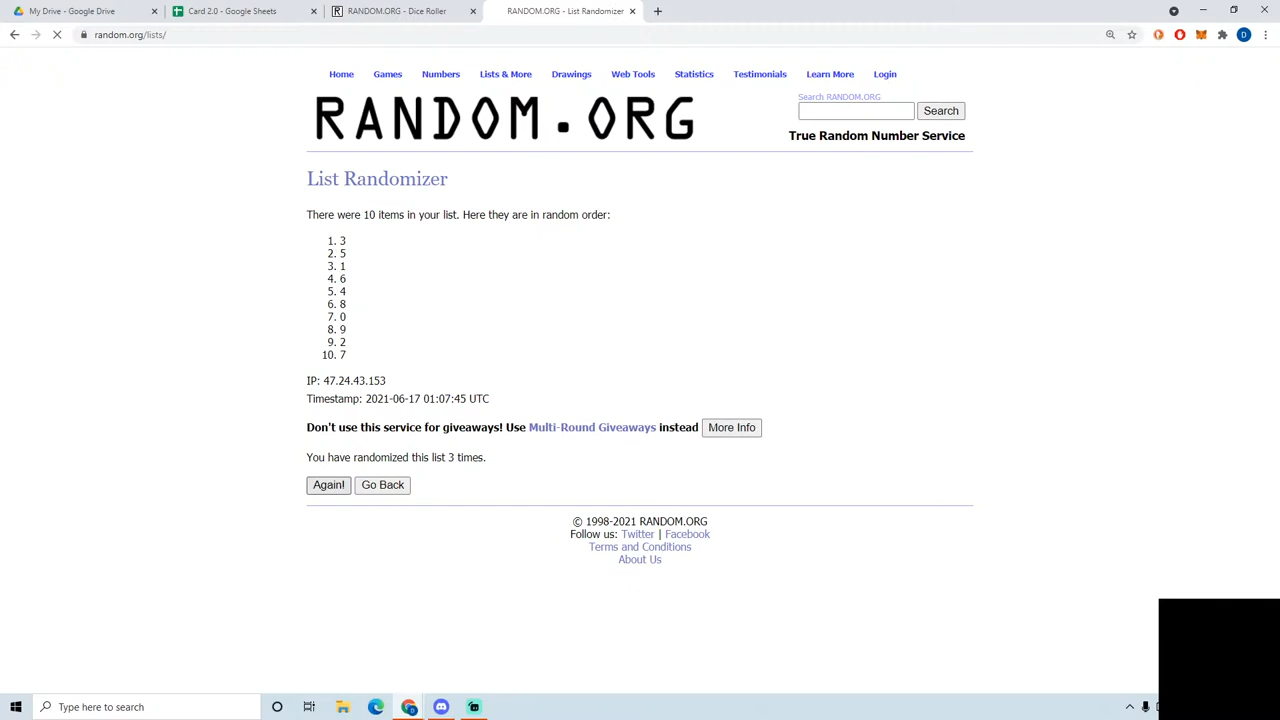 My Drive - Google Drive
Card 2.0 - Google Sheets
RANDOM.ORG - Dice Roller
RANDOM.ORG - List Randomizer
random.org/lists/
D
Home Games Numbers Lists & More Drawings Web Tools Statistics Testimonials Learn More Login
RANDOM.ORG
Search RANDOM.ORG
Search
True Random Number Service
List Randomizer
There were 10 items in your list. Here they are in random order:
1. 3
2. 5
3. 1
4. 6
5. 4
6. 8
7. 0
8. 9
9. 2
10. 7
IP: 47.24.43.153
Timestamp: 2021-06-17 01:07:45 UTC
Don't use this service for giveaways! Use Multi-Round Giveaways instead More Info
You have randomized this list 3 times.
Again! Go Back
© 1998-2021 RANDOM.ORG
Follow us: Twitter | Facebook
Terms and Conditions
About Us
Type here to search